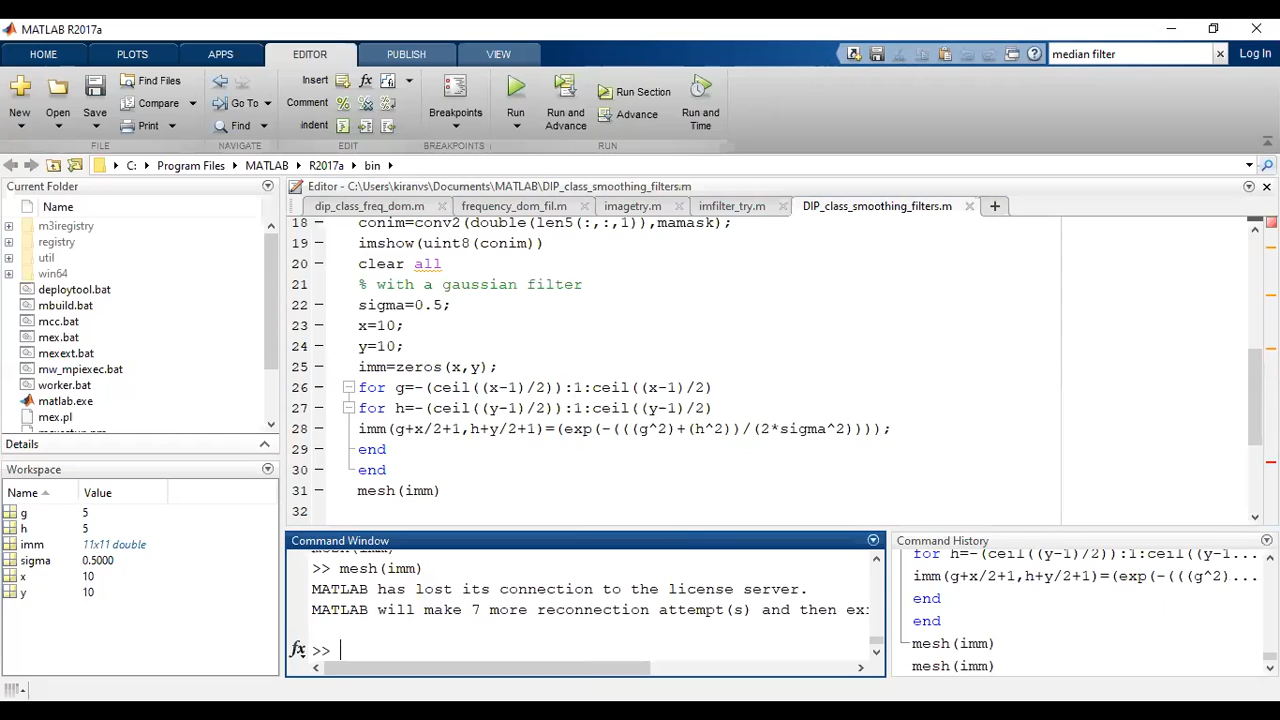 MATLAB R2017a
HOME PLOTS APPS EDITOR PUBLISH VIEW median filter Log In
New Open Save Find Files Compare Print Go To Find Insert Comment Indent Breakpoints Run Run and Advance Run Section Advance Run and Time
FILE NAVIGATE EDIT BREAKPOINTS RUN
C: Program Files MATLAB R2017a bin
Current Folder
Name
m3iregistry
registry
util
win64
deploytool.bat
mbuild.bat
mcc.bat
mex.bat
mexext.bat
mw_mpiexec.bat
worker.bat
matlab.exe
mex.pl
Details
Workspace
Name Value
g 5
h 5
imm 11x11 double
sigma 0.5000
x 10
y 10
Editor - C:\Users\kiranvs\Documents\MATLAB\DIP_class_smoothing_filters.m
dip_class_freq_dom.m frequency_dom_fil.m imagetry.m imfilter_try.m DIP_class_smoothing_filters.m
18 conim=conv2(double(len5(:,:,1)),mamask);
19 imshow(uint8(conim))
20 clear all
21 % with a gaussian filter
22 sigma=0.5;
23 x=10;
24 y=10;
25 imm=zeros(x,y);
26 for g=-(ceil((x-1)/2)):1:ceil((x-1)/2)
27 for h=-(ceil((y-1)/2)):1:ceil((y-1)/2)
28 imm(g+x/2+1,h+y/2+1)=(exp(-(((g^2)+(h^2))/(2*sigma^2))));
29 end
30 end
31 mesh(imm)
32
Command Window
mesh(imm)
>> mesh(imm)
MATLAB has lost its connection to the license server.
MATLAB will make 7 more reconnection attempt(s) and then exi
fx >>
Command History
for h=-(ceil((y-1)/2)):1:ceil((y-1...
imm(g+x/2+1,h+y/2+1)=(exp(-(((g^2)...
end
end
mesh(imm)
mesh(imm)